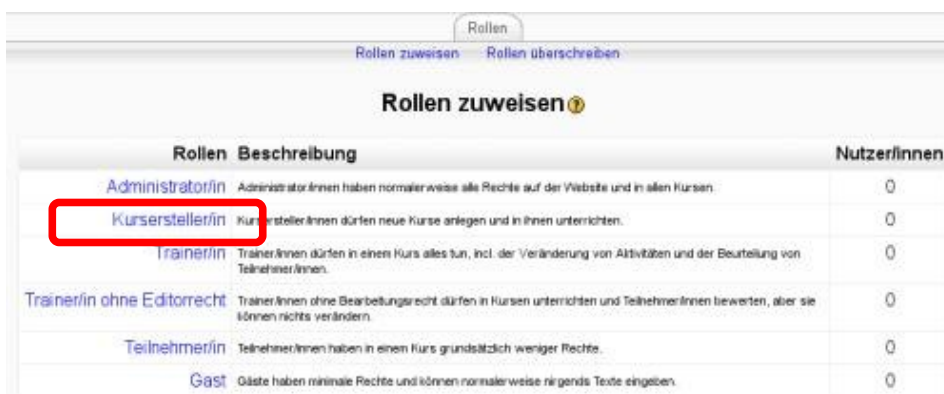 Rollen
Rollen zuweisen Rollen überschreiben
Rollen zuweisen
Rollen Beschreibung Nutzer/innen
Administrator/in Administrator/innen haben normalerweise alle Rechte auf der Website und in allen Kursen. 0
Kursersteller/in Kursersteller/innen dürfen neue Kurse anlegen und in ihnen unterrichten. 0
Trainer/in Trainer/innen dürfen in einem Kurs alles tun, incl. der Veränderung von Aktivitäten und der Beurteilung von 0
Teilnehmer/innen.
Trainer/in ohne Editorrecht Trainer/innen ohne Bearbeitungsrecht dürfen in Kursen unterrichten und Teilnehmer/innen bewerten, aber sie 0
können nichts verändern.
Teilnehmer/in Teilnehmer/innen haben in einem Kurs grundsätzlich weniger Rechte. 0
Gast Gäste haben minimale Rechte und können normalerweise nirgends Texte eingeben. 0